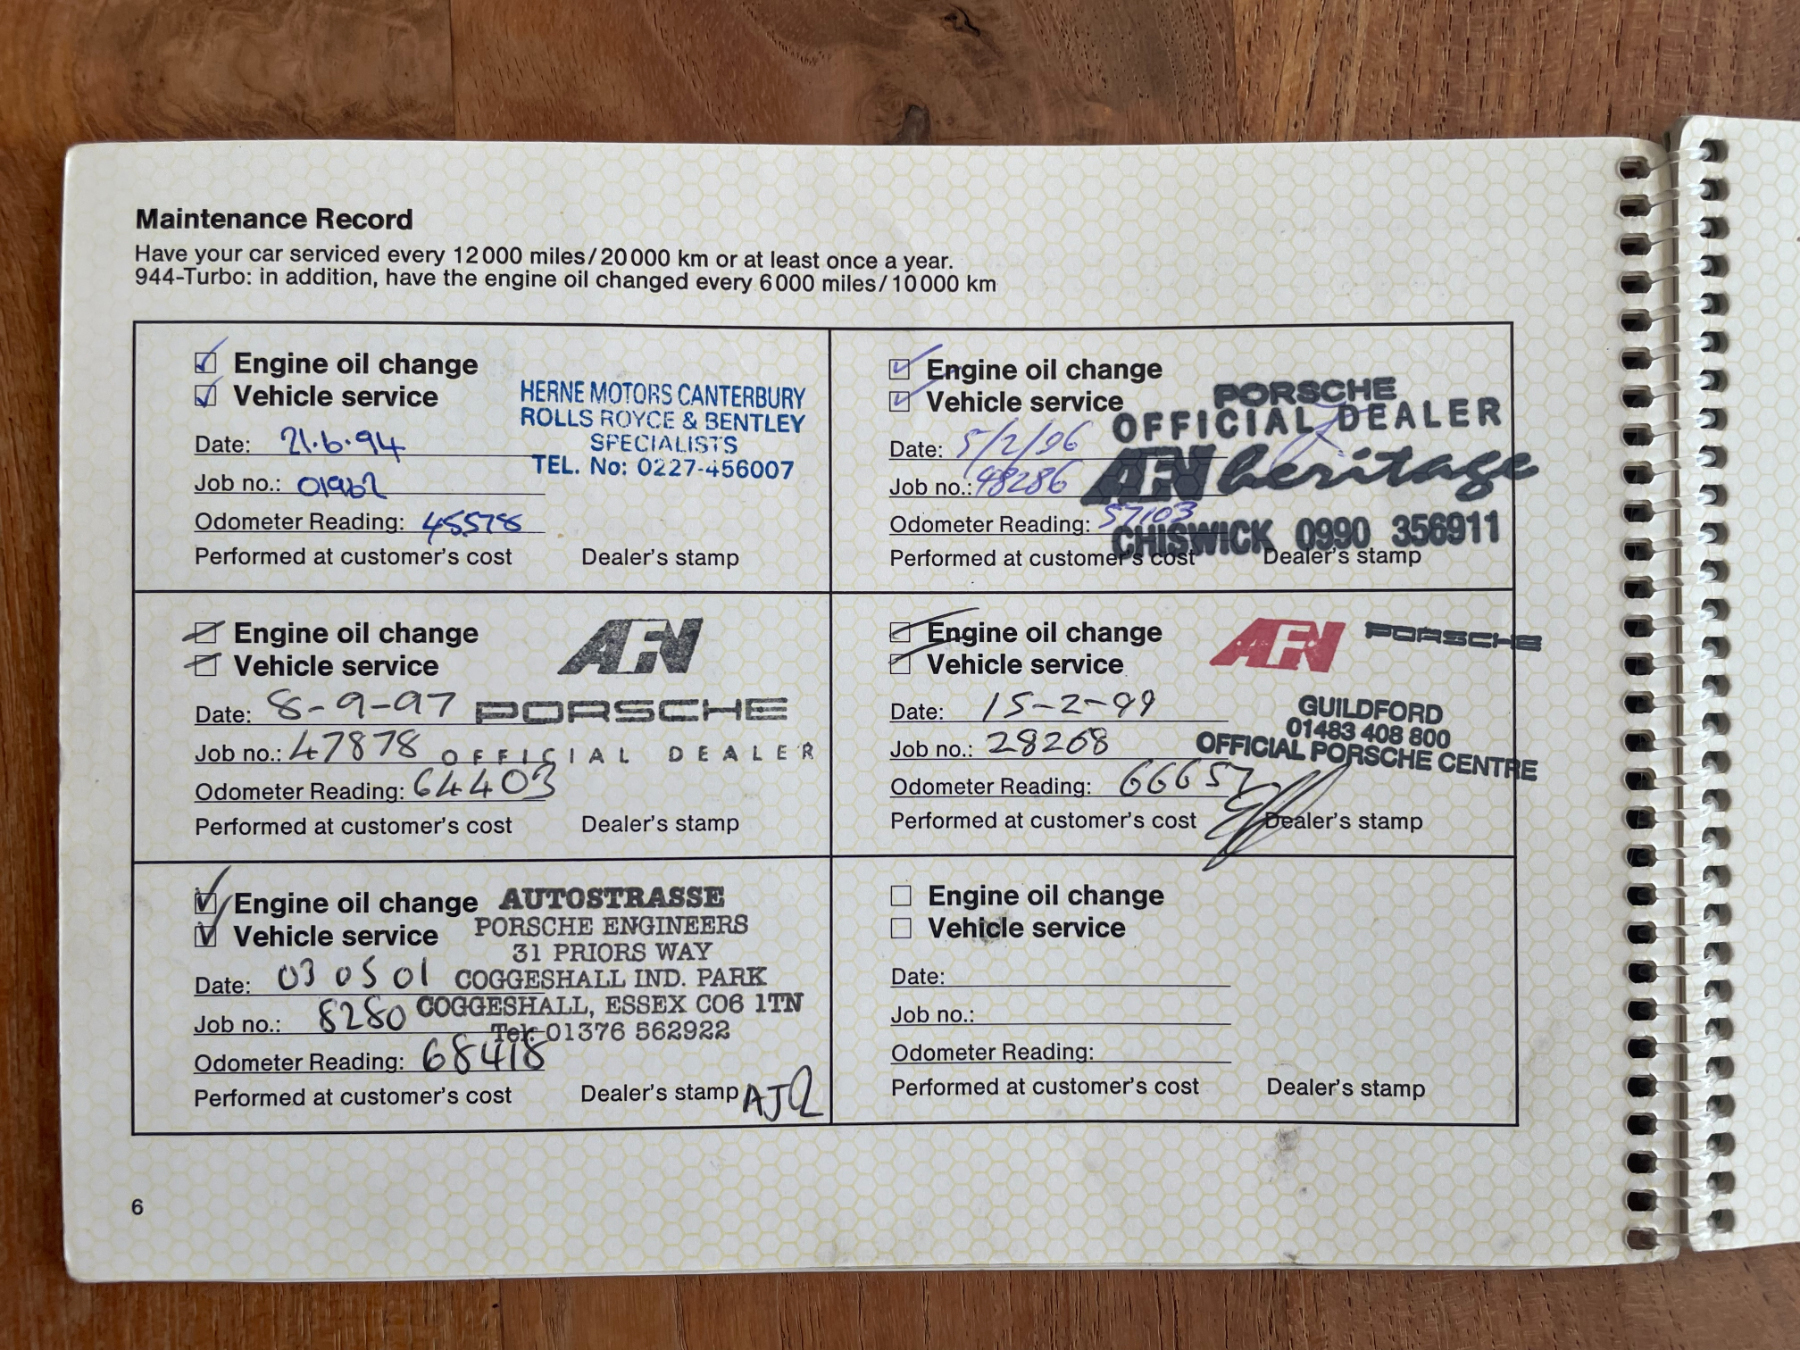 Maintenance Record
Have your car serviced every 12 000 miles/20 000 km or at least once a year.
944-Turbo: in addition, have the engine oil changed every 6 000 miles/10 000 km
Engine oil change
Vehicle service
Date: 21.6.94
Job no.: 01962
Odometer Reading: 45578
Performed at customer's cost
Dealer's stamp
HERNE MOTORS CANTERBURY
ROLLS ROYCE & BENTLEY
SPECIALISTS
TEL. No: 0227-456007
Engine oil change
Vehicle service
Date: 5/2/96
Job no.: 48286
Odometer Reading: 57103
Performed at customer's cost
Dealer's stamp
PORSCHE
OFFICIAL DEALER
AFN heritage
CHISWICK 0990 356911
Engine oil change
Vehicle service
Date: 8-9-97
Job no.: 47878
Odometer Reading: 64403
Performed at customer's cost
Dealer's stamp
AFN
PORSCHE
OFFICIAL DEALER
Engine oil change
Vehicle service
Date: 15-2-99
Job no.: 28268
Odometer Reading: 66657
Performed at customer's cost
Dealer's stamp
AFN PORSCHE
GUILDFORD
01483 408 800
OFFICIAL PORSCHE CENTRE
Engine oil change
Vehicle service
Date: 03 05 01
Job no.: 8280
Odometer Reading: 68418
Performed at customer's cost
Dealer's stamp
AUTOSTRASSE
PORSCHE ENGINEERS
31 PRIORS WAY
COGGESHALL IND. PARK
COGGESHALL, ESSEX CO6 1TN
Tel: 01376 562922
Engine oil change
Vehicle service
Date:
Job no.:
Odometer Reading:
Performed at customer's cost
Dealer's stamp
6